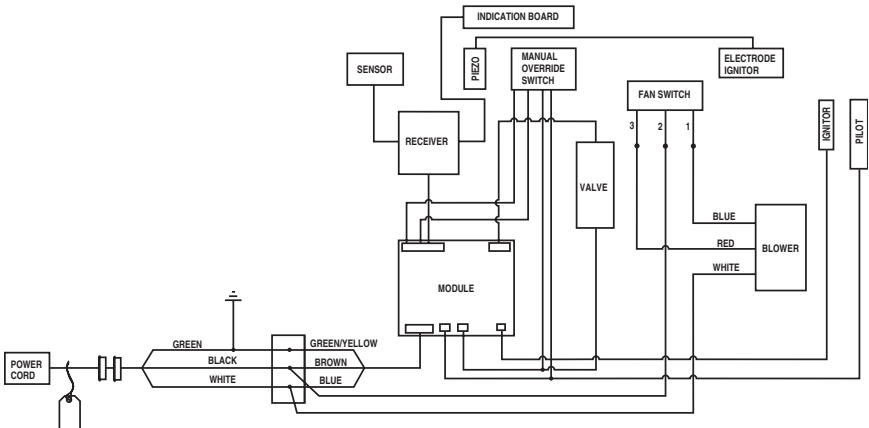 INDICATION BOARD
SENSOR
PIEZO
MANUAL
OVERRIDE
SWITCH
ELECTRODE
IGNITOR
FAN SWITCH
3
2
1
IGNITOR
PILOT
RECEIVER
VALVE
BLUE
RED
WHITE
BLOWER
MODULE
GREEN
GREEN/YELLOW
BLACK
BROWN
WHITE
BLUE
POWER
CORD